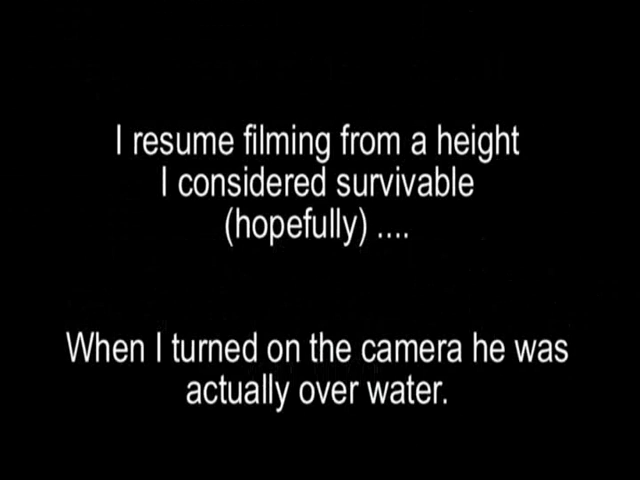 I resume filming from a height
I considered survivable
(hopefully) ....
When I turned on the camera he was
actually over water.